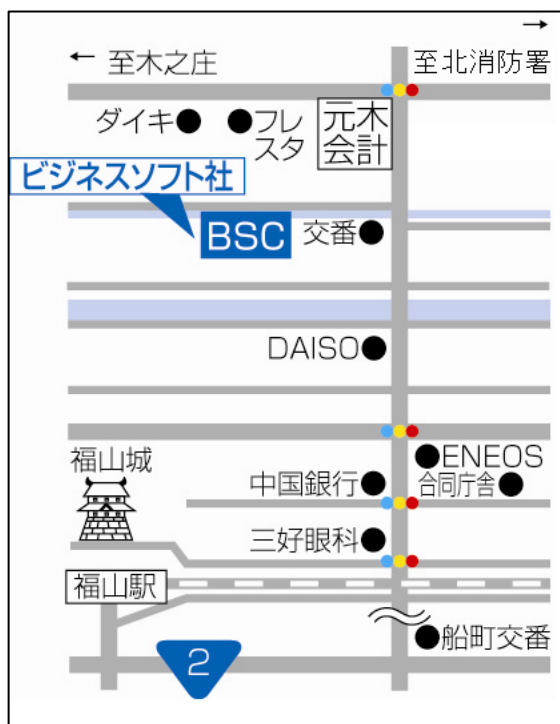 →
← 至木之庄
至北消防署
ダイキ●
●フレ
スタ
元木
会計
ビジネスソフト社
BSC
交番●
DAISO●
●ENEOS
福山城
中国銀行●
合同庁舎●
三好眼科●
福山駅
●船町交番
2